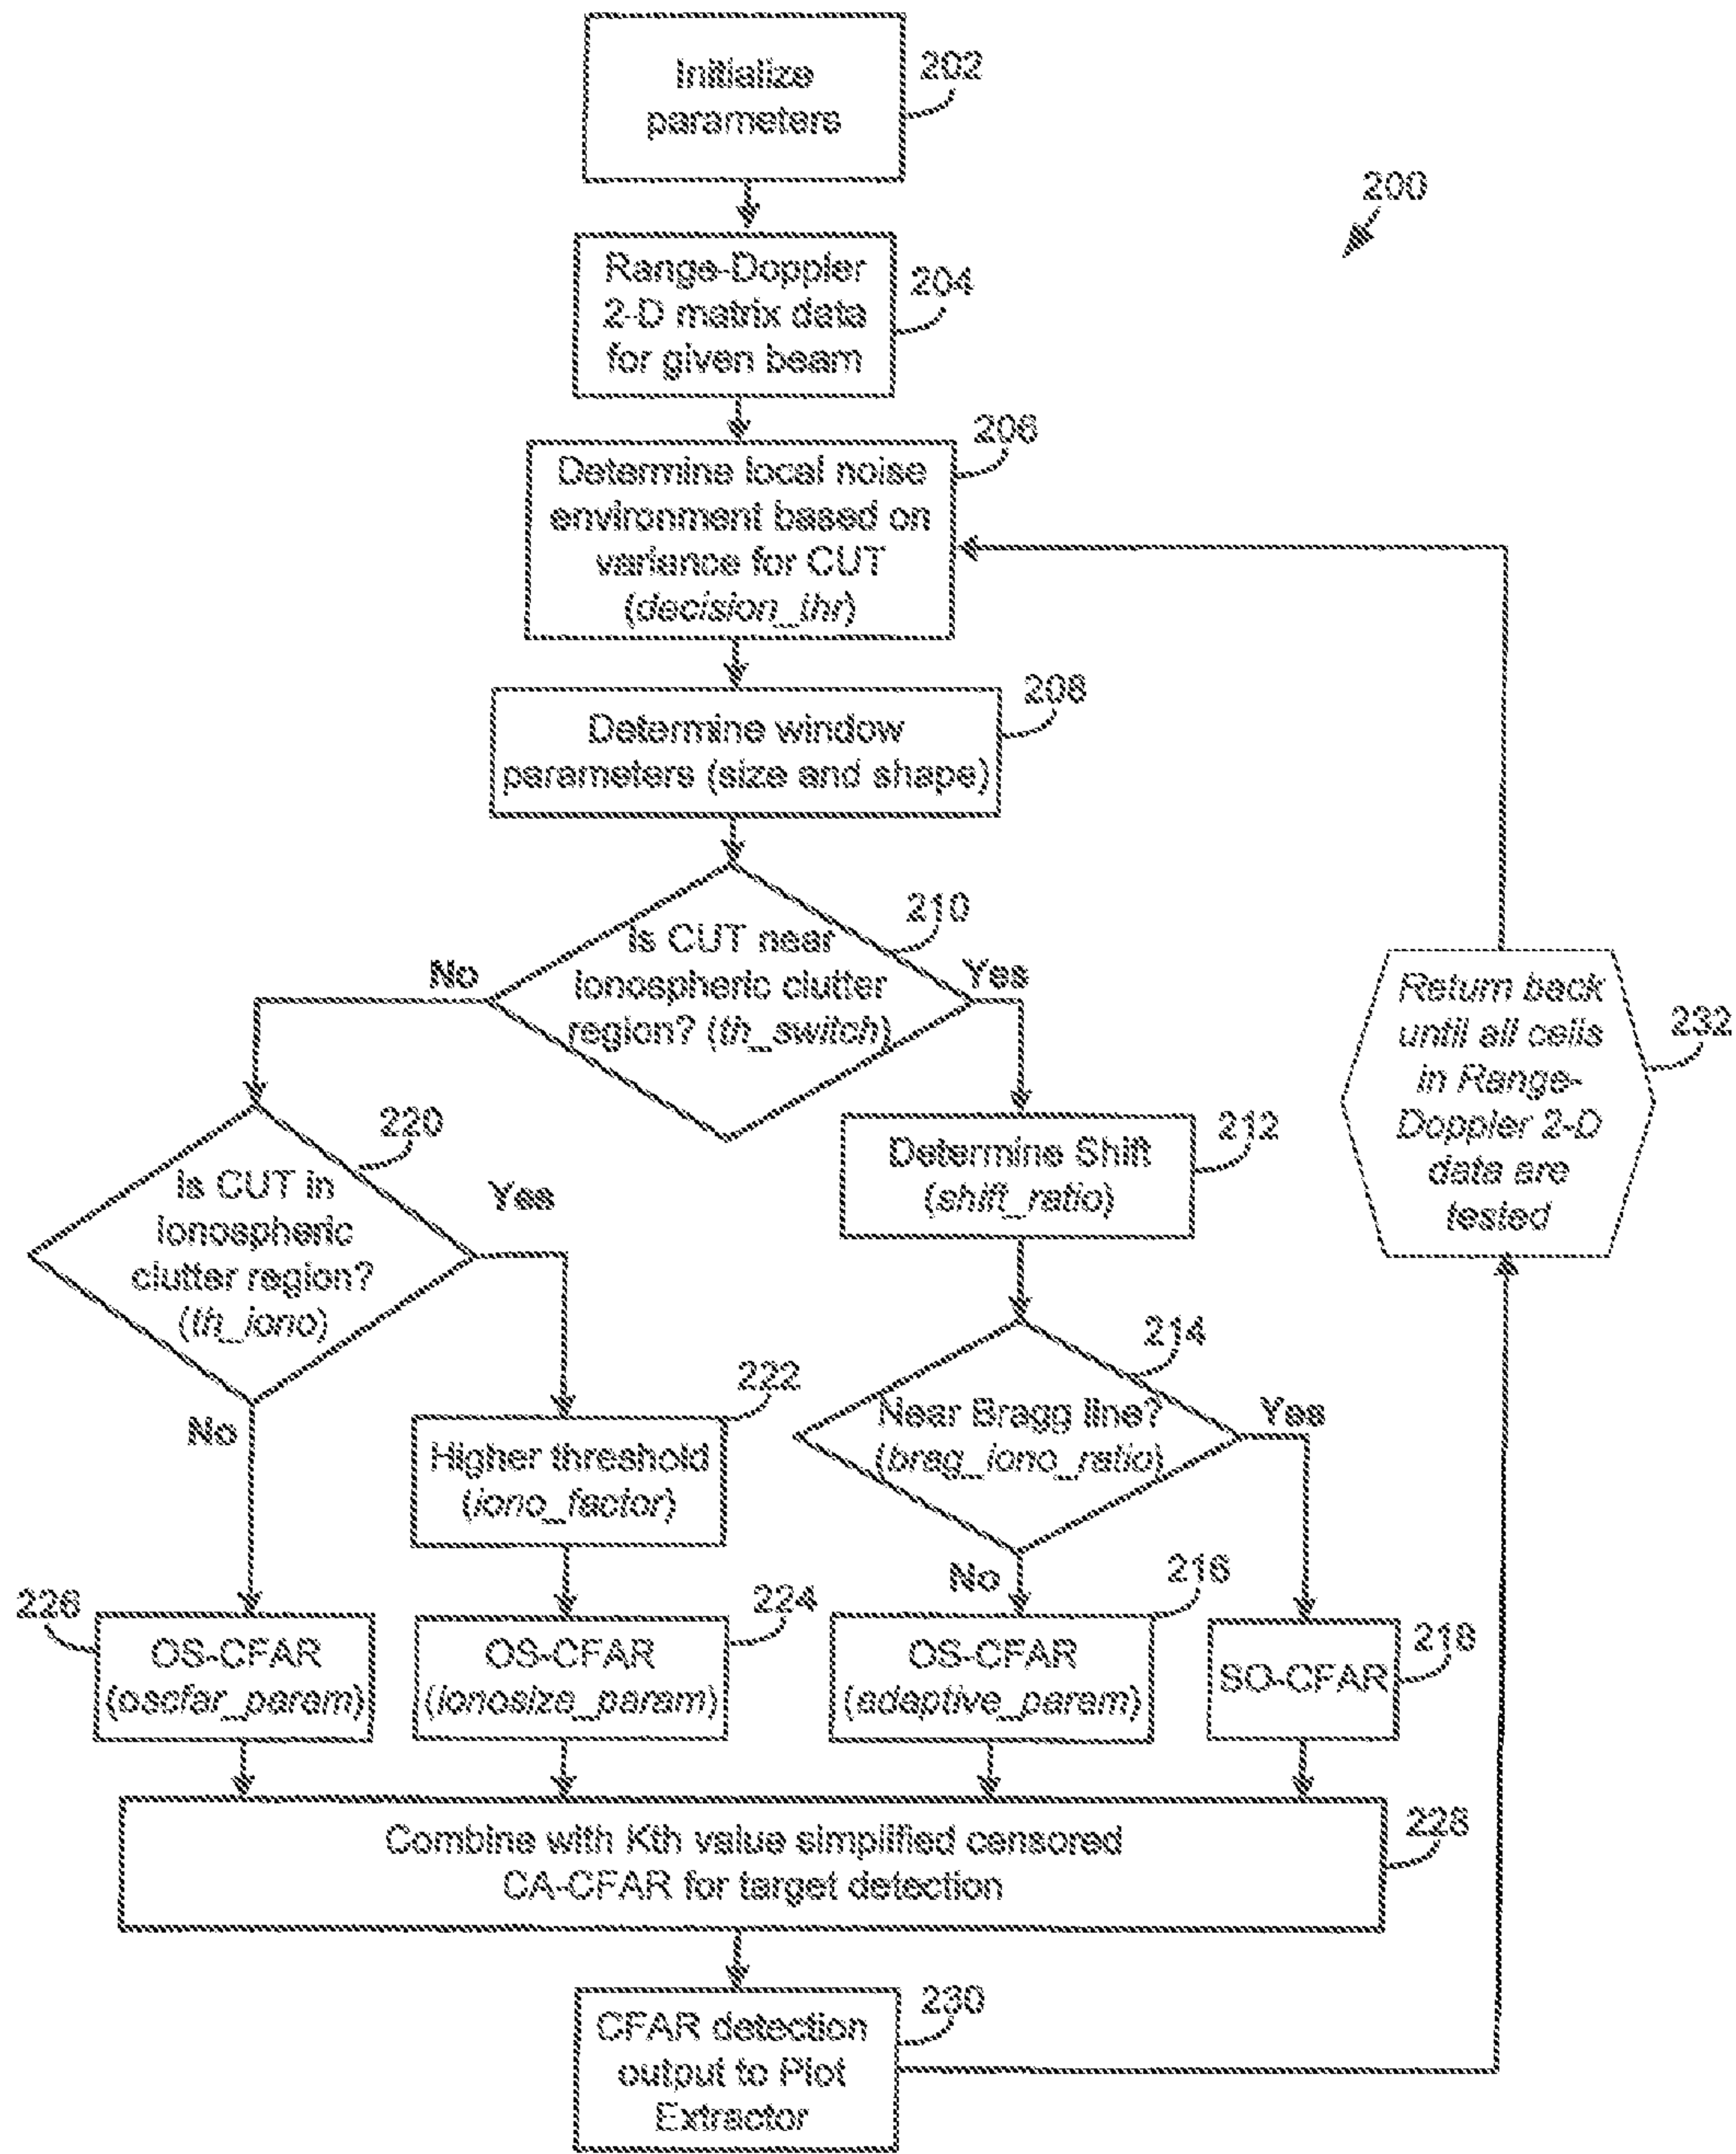 Initialize
parameters
202
200
Range-Doppler
2-D matrix data
for given beam
204
206
Determine local noise
environment based on
variance for CUT
(decision_thr)
208
Determine window
parameters (size and shape)
210
Is CUT near
ionospheric clutter
region? (th_switch)
No
Yes
Return back
until all cells
in Range-
Doppler 2-D
data are
tested
232
220
Is CUT in
ionospheric
clutter region?
(th_iono)
Yes
No
Determine Shift
(shift_ratio)
212
214
Near Bragg line?
(brag_iono_ratio)
Yes
No
222
Higher threshold
(iono_factor)
226
OS-CFAR
(oscfar_param)
224
OS-CFAR
(ionosize_param)
216
OS-CFAR
(adaptive_param)
218
SO-CFAR
Combine with Kth value simplified censored
CA-CFAR for target detection
228
230
CFAR detection
output to Plot
Extractor